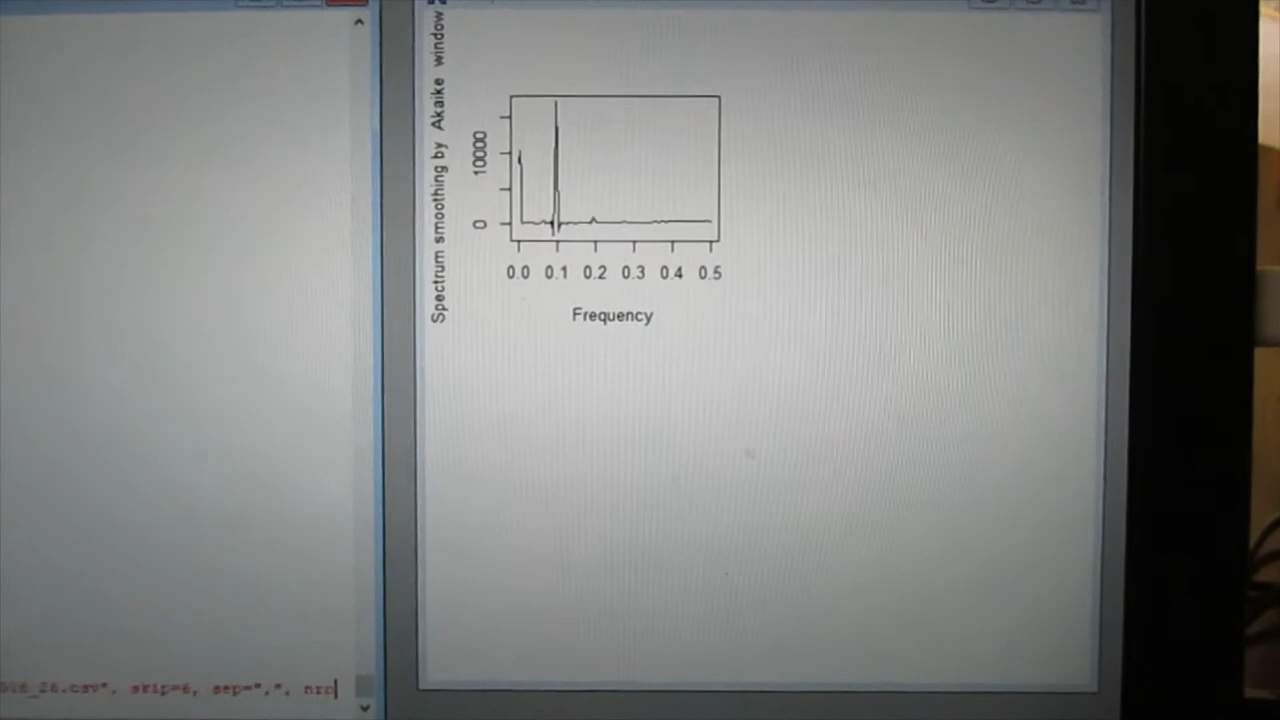 Spectrum smoothing by Akaike window
10000
0
0.0 0.1 0.2 0.3 0.4 0.5
Frequency
csv", skip=6, sep=",", nrp